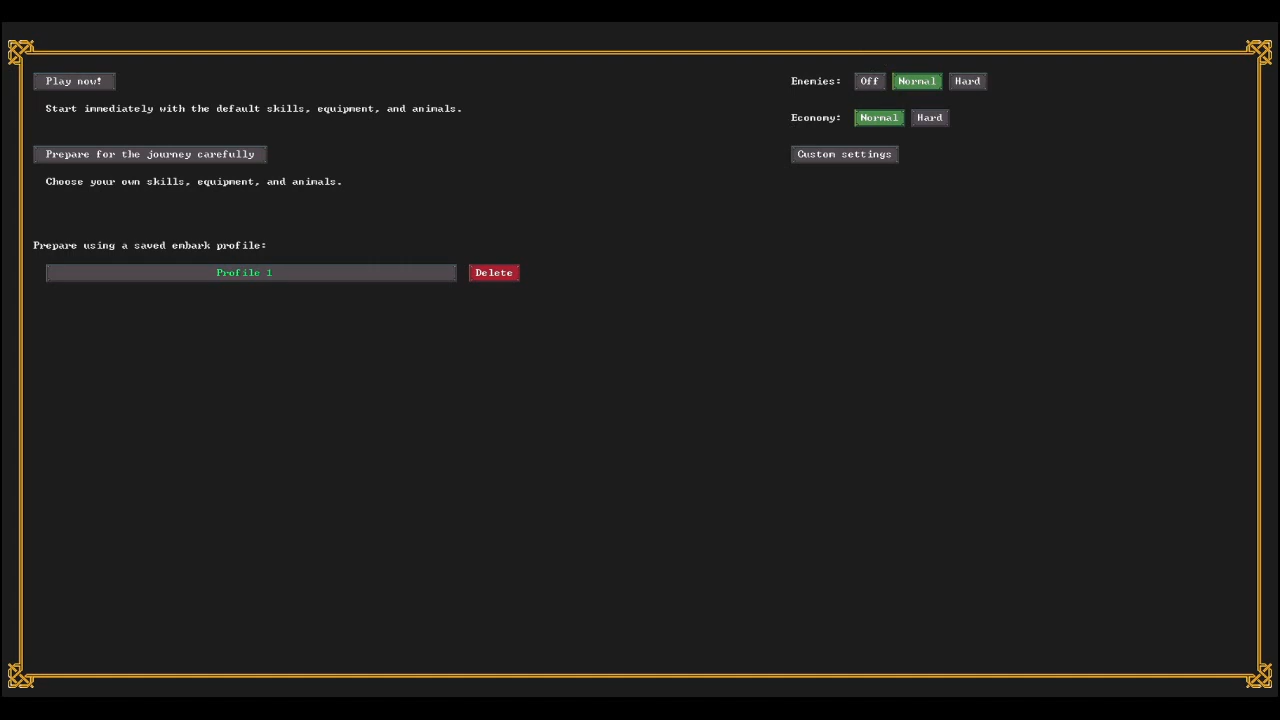 Play now!
Start immediately with the default skills, equipment, and animals.
Prepare for the journey carefully
Choose your own skills, equipment, and animals.
Prepare using a saved embark profile:
Profile 1 Delete
Enemies: Off Normal Hard
Economy: Normal Hard
Custom settings